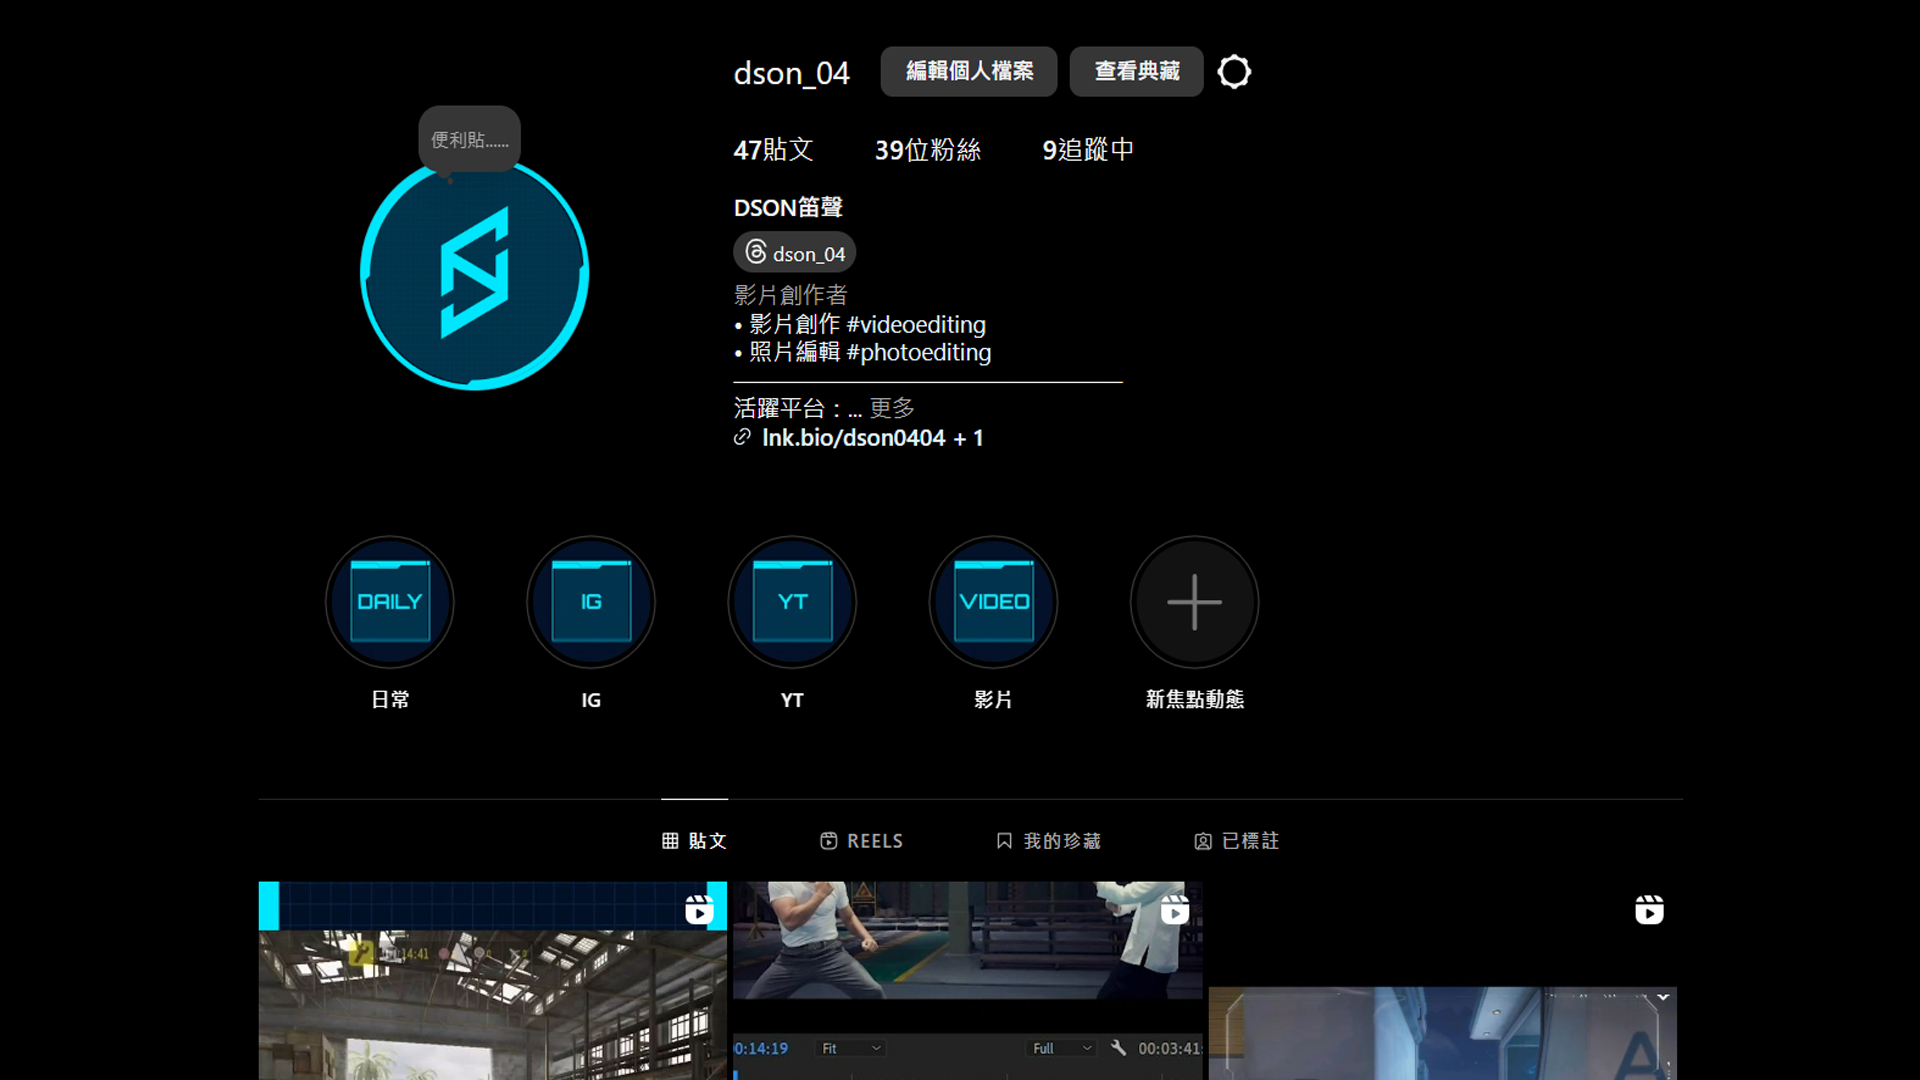 dson_04 編輯個人檔案 查看典藏
便利貼......
47貼文 39位粉絲 9追蹤中
DSON笛聲
dson_04
影片創作者
• 影片創作 #videoediting
• 照片編輯 #photoediting
活躍平台：... 更多
lnk.bio/dson0404 + 1
DAILY IG YT VIDEO
日常 IG YT 影片 新焦點動態
貼文 REELS 我的珍藏 已標註
14:41
0:14:19 Fit Full 00:03:41
A